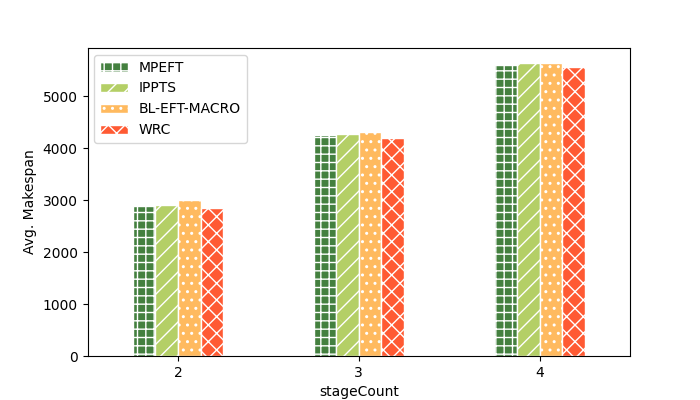 MPEFT
IPPTS
BL-EFT-MACRO
WRC
Avg. Makespan
5000
4000
3000
2000
1000
0
2 3 4
stageCount